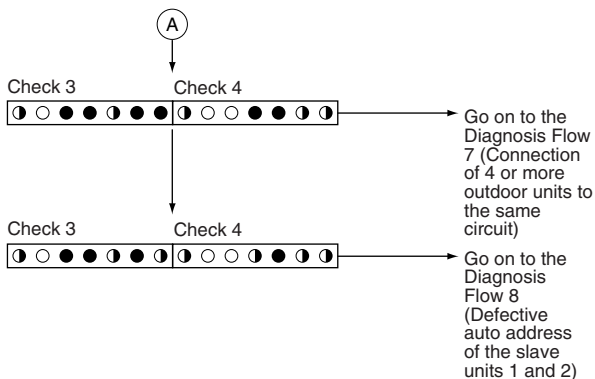 A
Check 3
Check 4
Go on to the
Diagnosis Flow
7 (Connection
of 4 or more
outdoor units to
the same
circuit)
Check 3
Check 4
Go on to the
Diagnosis
Flow 8
(Defective
auto address
of the slave
units 1 and 2)